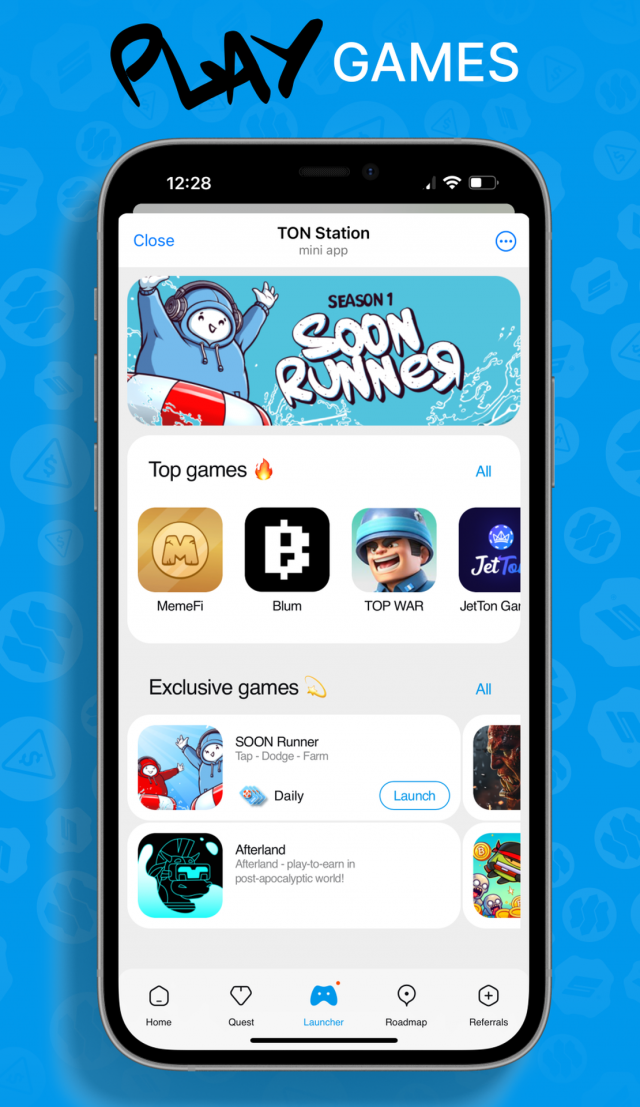 PLAY GAMES
12:28
Close
TON Station
mini app
SEASON 1
SOON
RUNNER
Top games 🔥
All
MemeFi
Blum
TOP WAR
JetTo
JetTon Gar
Exclusive games 💫
All
SOON Runner
Tap - Dodge - Farm
Daily
Launch
Afterland
Afterland - play-to-earn in
post-apocalyptic world!
Home
Quest
Launcher
Roadmap
Referrals